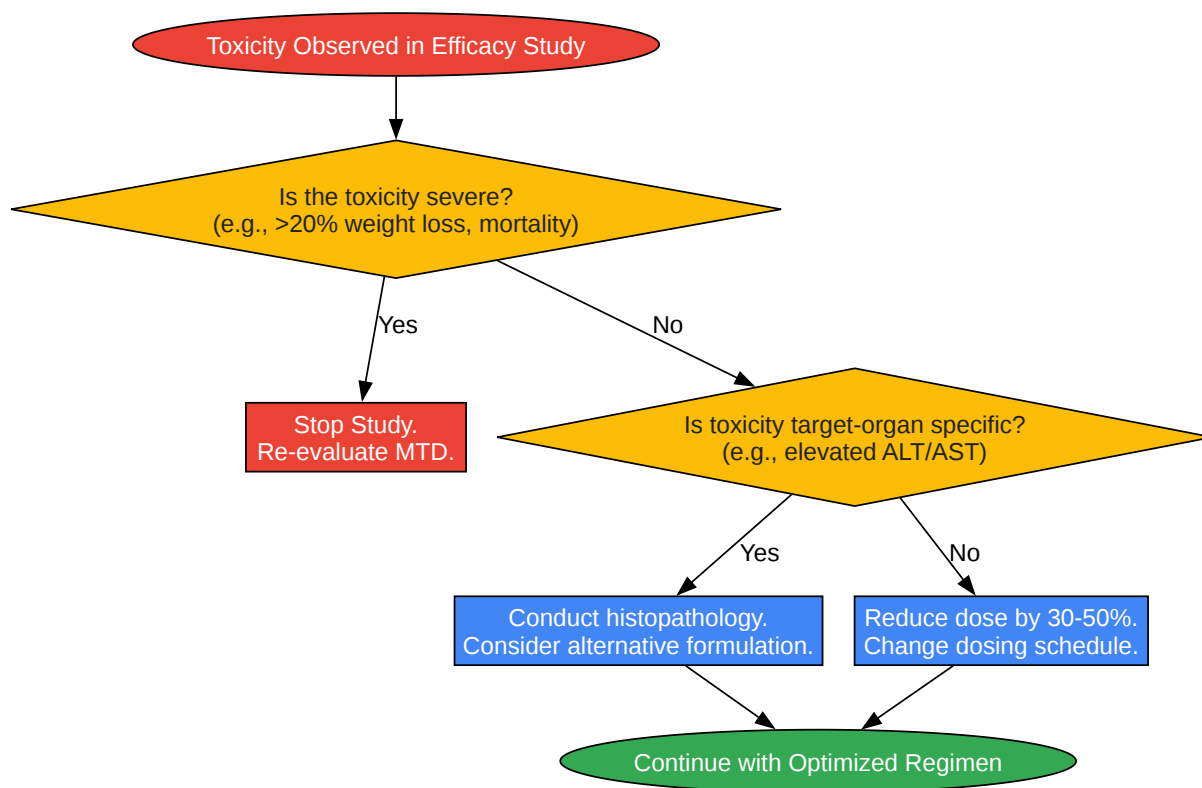 Toxicity Observed in Efficacy Study
Is the toxicity severe?
(e.g., >20% weight loss, mortality)
Yes
No
Stop Study.
Re-evaluate MTD.
Is toxicity target-organ specific?
(e.g., elevated ALT/AST)
Yes
No
Conduct histopathology.
Consider alternative formulation.
Reduce dose by 30-50%.
Change dosing schedule.
Continue with Optimized Regimen